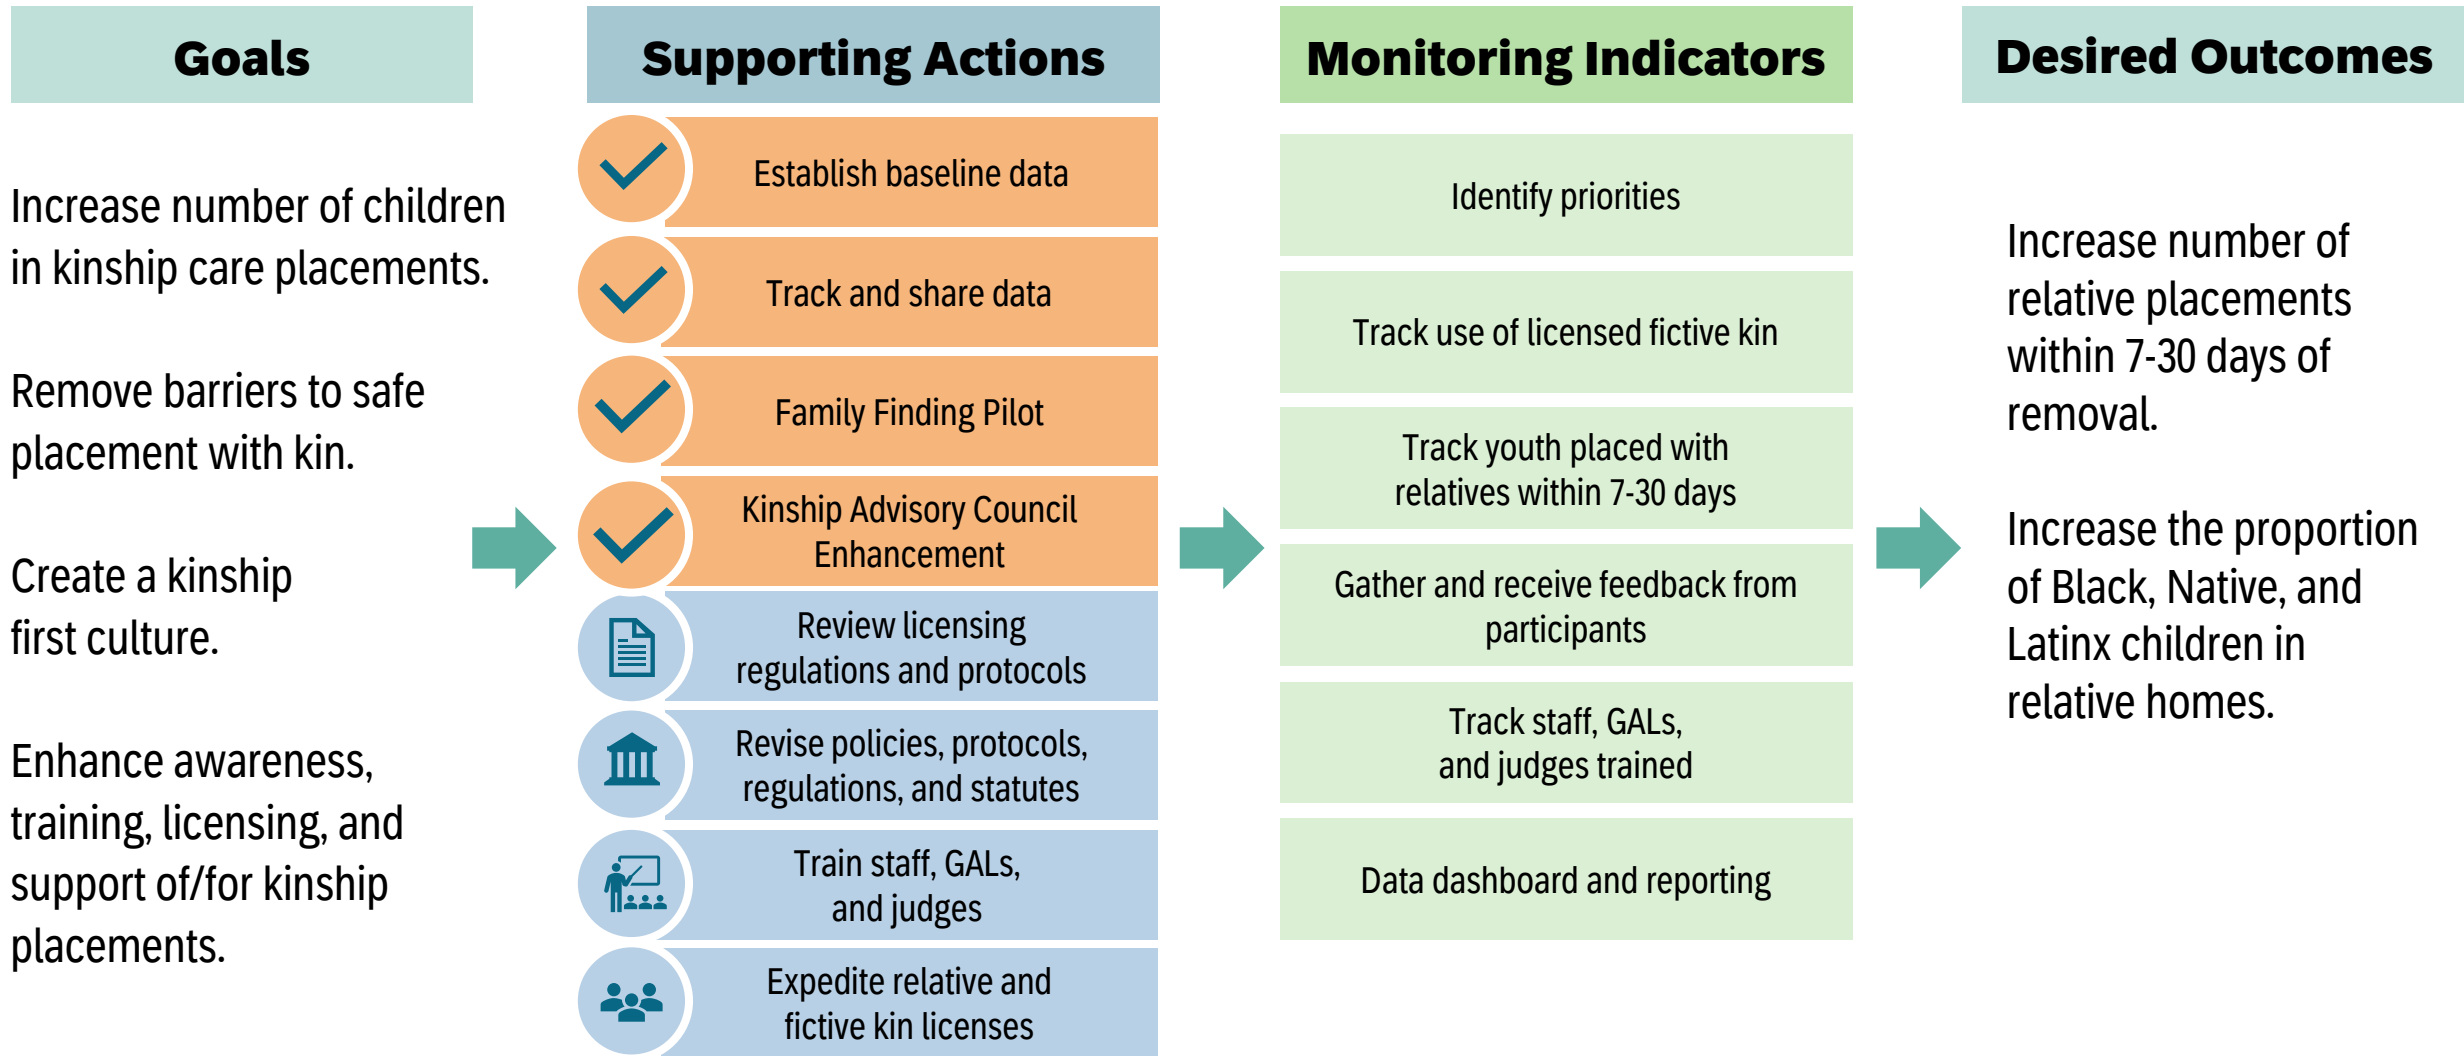 Goals
Increase number of children
in kinship care placements.
Remove barriers to safe
placement with kin.
Create a kinship
first culture.
Enhance awareness,
training, licensing, and
support of/for kinship
placements.
Supporting Actions
Establish baseline data
Track and share data
Family Finding Pilot
Kinship Advisory Council
Enhancement
Review licensing
regulations and protocols
Revise policies, protocols,
regulations, and statutes
Train staff, GALs,
and judges
Expedite relative and
fictive kin licenses
Monitoring Indicators
Identify priorities
Track use of licensed fictive kin
Track youth placed with
relatives within 7-30 days
Gather and receive feedback from
participants
Track staff, GALs,
and judges trained
Data dashboard and reporting
Desired Outcomes
Increase number of
relative placements
within 7-30 days of
removal.
Increase the proportion
of Black, Native, and
Latinx children in
relative homes.